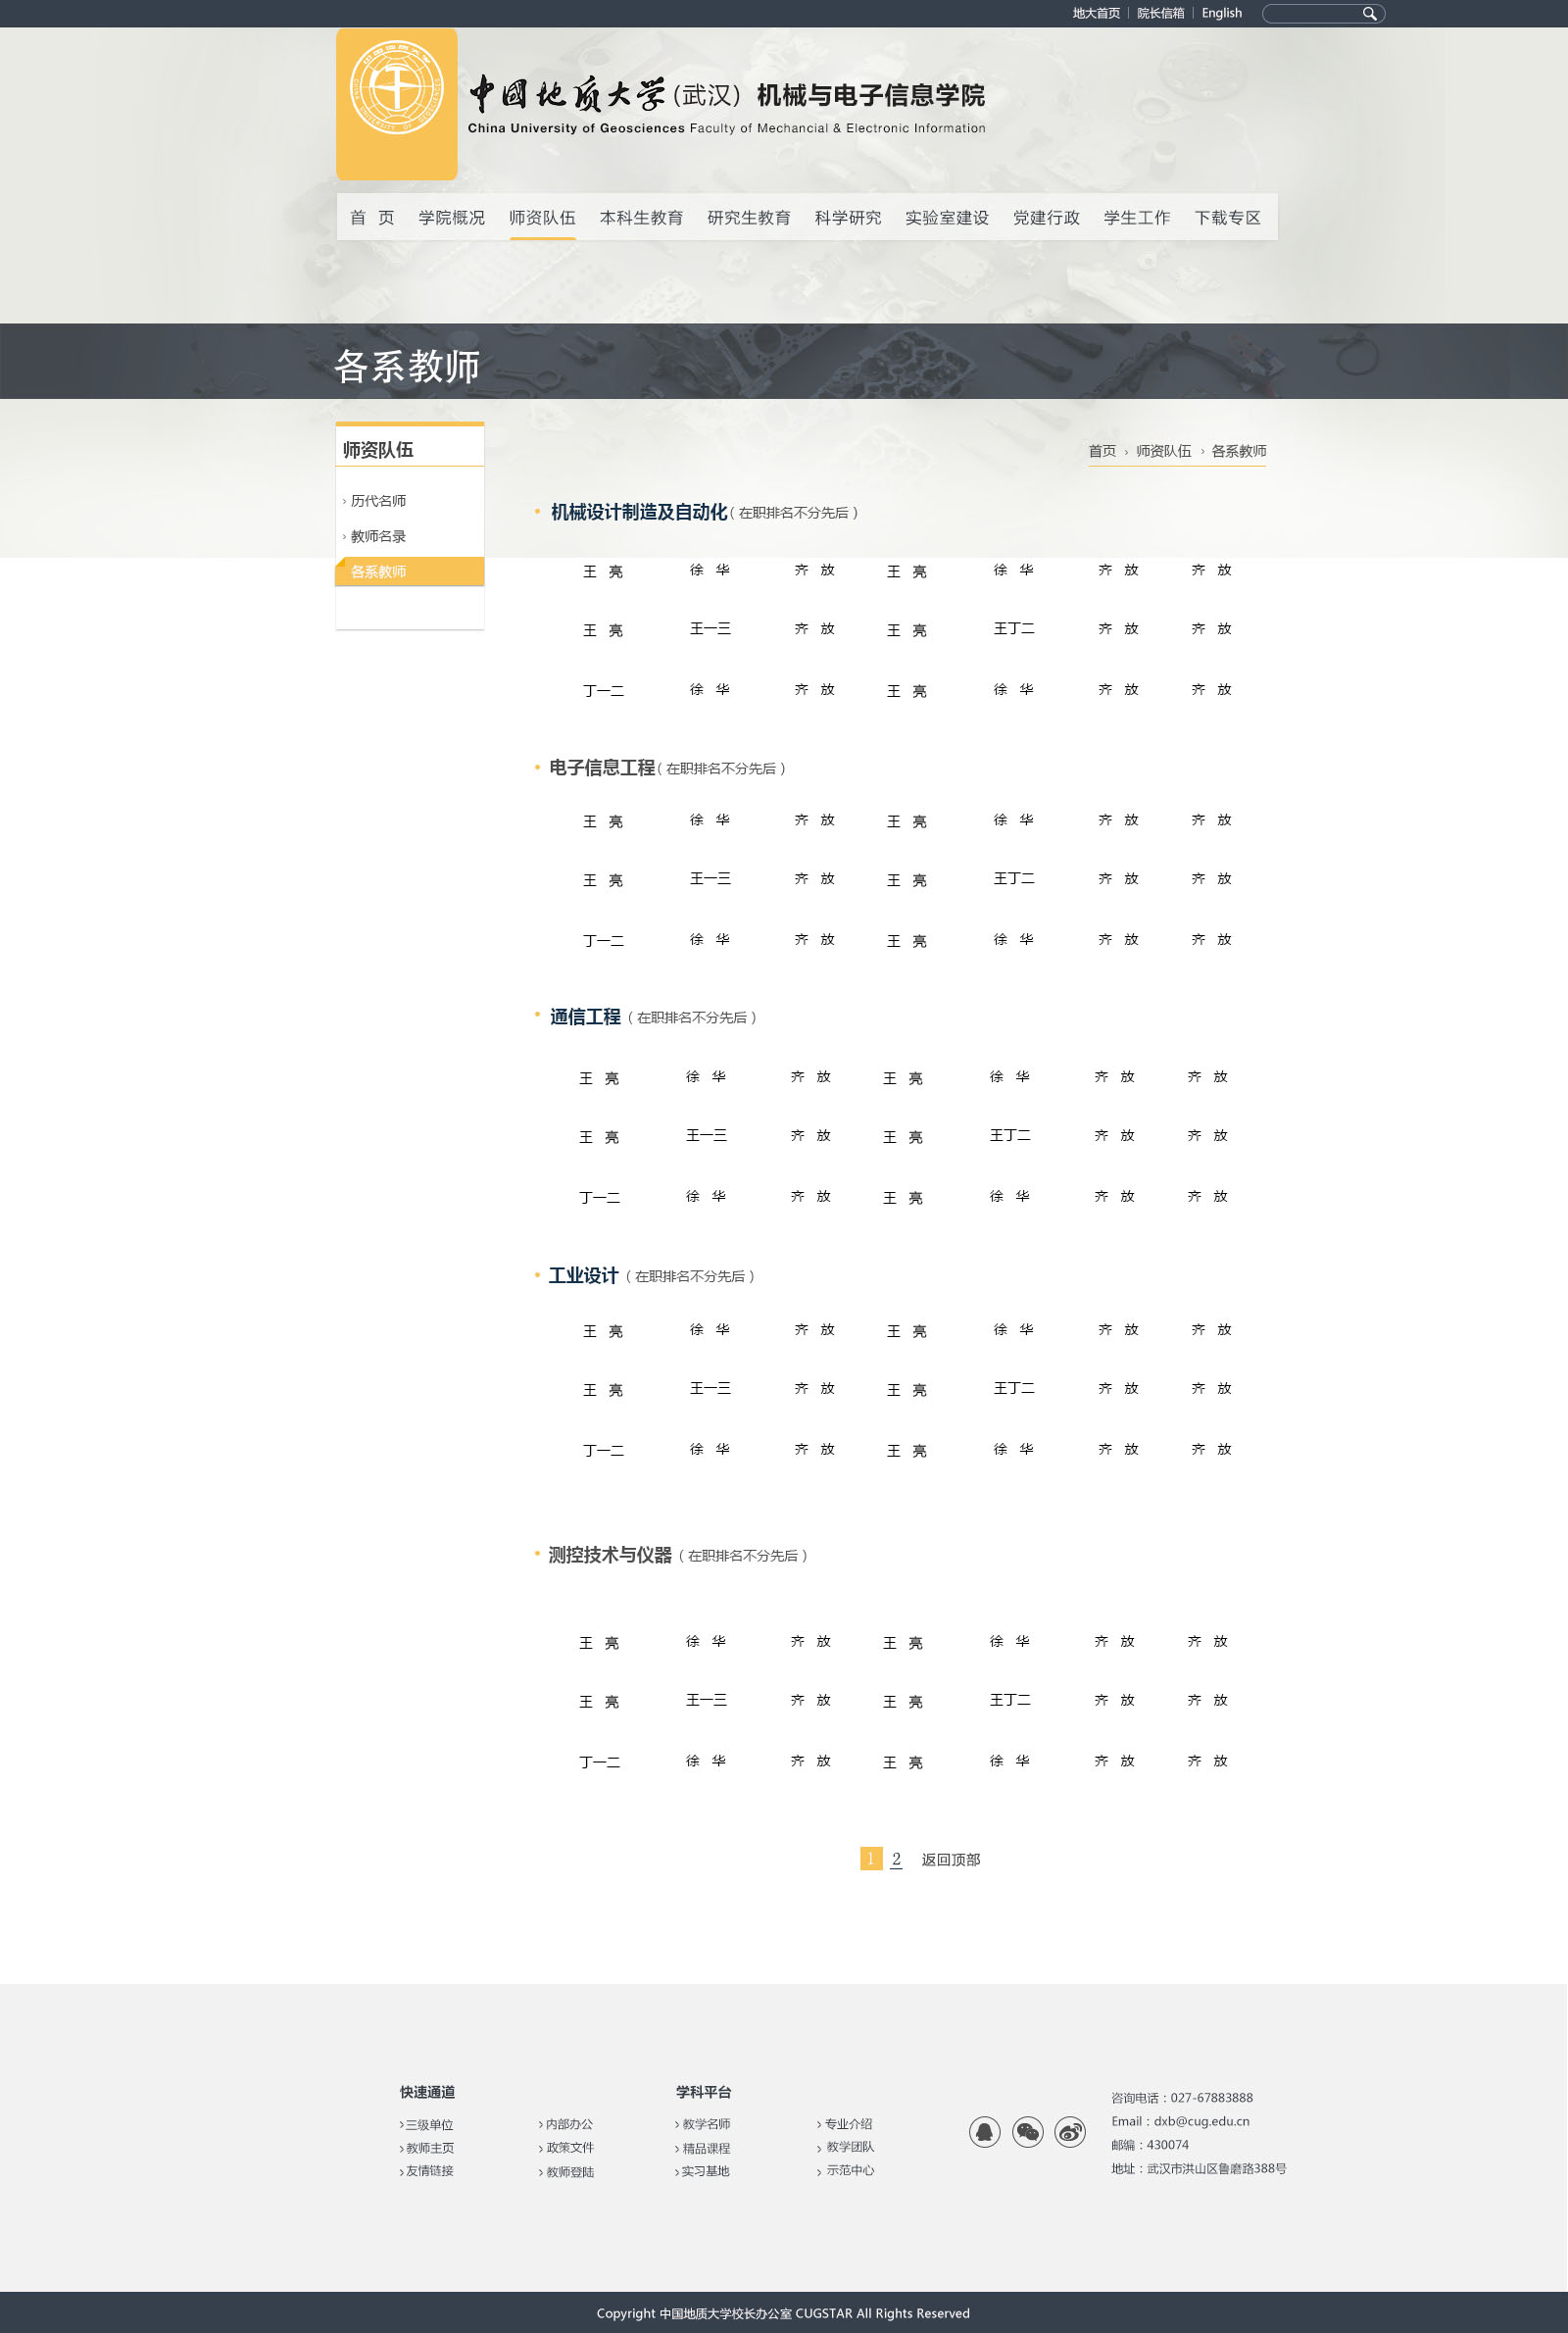 地大首页 | 院长信箱 | English
中国地质大学(武汉) 机械与电子信息学院
China University of Geosciences Faculty of Mechancial & Electronic Information
首 页 学院概况 师资队伍 本科生教育 研究生教育 科学研究 实验室建设 党建行政 学生工作 下载专区
各系教师
师资队伍
› 历代名师
› 教师名录
各系教师
首页 › 师资队伍 › 各系教师
机械设计制造及自动化(在职排名不分先后)
王 亮 徐 华 齐 放 王 亮 徐 华 齐 放 齐 放
王 亮 王一三 齐 放 王 亮 王丁二 齐 放 齐 放
丁一二 徐 华 齐 放 王 亮 徐 华 齐 放 齐 放
电子信息工程(在职排名不分先后)
王 亮 徐 华 齐 放 王 亮 徐 华 齐 放 齐 放
王 亮 王一三 齐 放 王 亮 王丁二 齐 放 齐 放
丁一二 徐 华 齐 放 王 亮 徐 华 齐 放 齐 放
通信工程(在职排名不分先后)
王 亮 徐 华 齐 放 王 亮 徐 华 齐 放 齐 放
王 亮 王一三 齐 放 王 亮 王丁二 齐 放 齐 放
丁一二 徐 华 齐 放 王 亮 徐 华 齐 放 齐 放
工业设计(在职排名不分先后)
王 亮 徐 华 齐 放 王 亮 徐 华 齐 放 齐 放
王 亮 王一三 齐 放 王 亮 王丁二 齐 放 齐 放
丁一二 徐 华 齐 放 王 亮 徐 华 齐 放 齐 放
测控技术与仪器(在职排名不分先后)
王 亮 徐 华 齐 放 王 亮 徐 华 齐 放 齐 放
王 亮 王一三 齐 放 王 亮 王丁二 齐 放 齐 放
丁一二 徐 华 齐 放 王 亮 徐 华 齐 放 齐 放
1 2 返回顶部
快速通道
›三级单位 ›内部办公
›教师主页 ›政策文件
›友情链接 ›教师登陆
学科平台
›教学名师 ›专业介绍
›精品课程 ›教学团队
›实习基地 ›示范中心
咨询电话：027-67883888
Email：dxb@cug.edu.cn
邮编：430074
地址：武汉市洪山区鲁磨路388号
Copyright 中国地质大学校长办公室 CUGSTAR All Rights Reserved